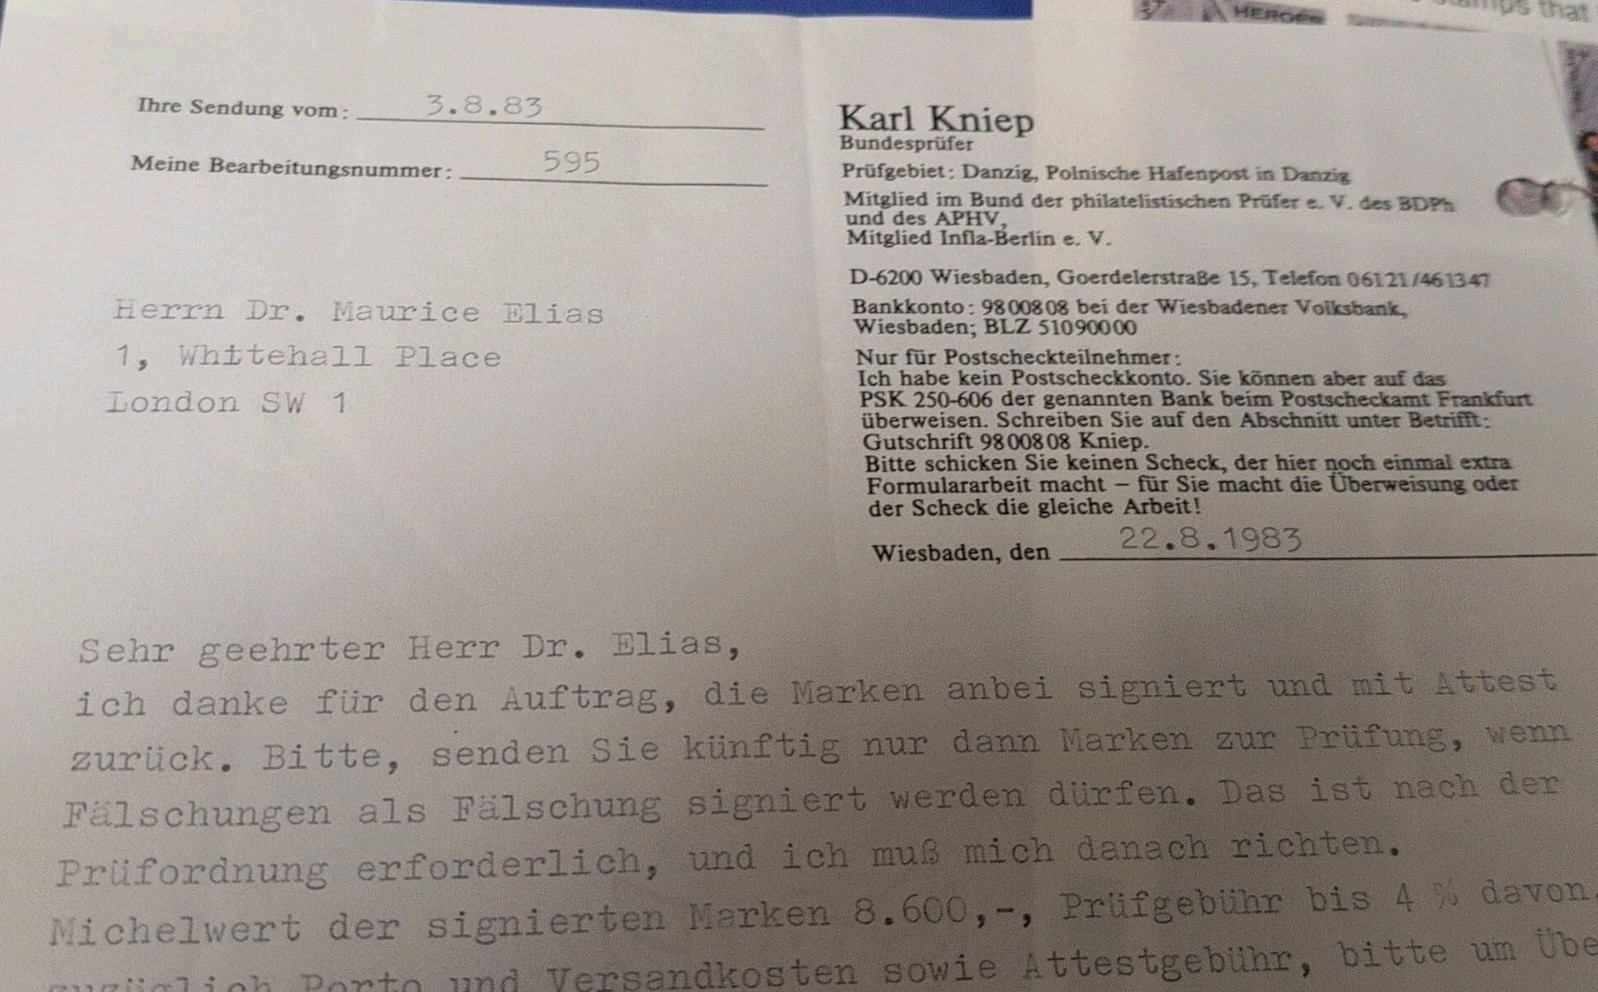 HEROES
stamps that
Ihre Sendung vom: 3.8.83
Meine Bearbeitungsnummer: 595
Karl Kniep
Bundesprüfer
Prüfgebiet: Danzig, Polnische Hafenpost in Danzig
Mitglied im Bund der philatelistischen Prüfer e. V. des BDPh
und des APHV,
Mitglied Infla-Berlin e. V.
D-6200 Wiesbaden, Goerdelerstraße 15, Telefon 06121/461347
Bankkonto: 9800808 bei der Wiesbadener Volksbank,
Wiesbaden; BLZ 51090000
Nur für Postscheckteilnehmer:
Ich habe kein Postscheckkonto. Sie können aber auf das
PSK 250-606 der genannten Bank beim Postscheckamt Frankfurt
überweisen. Schreiben Sie auf den Abschnitt unter Betrifft:
Gutschrift 9800808 Kniep.
Bitte schicken Sie keinen Scheck, der hier noch einmal extra
Formulararbeit macht – für Sie macht die Überweisung oder
der Scheck die gleiche Arbeit!
Wiesbaden, den 22.8.1983
Herrn Dr. Maurice Elias
1, Whitehall Place
London SW 1
Sehr geehrter Herr Dr. Elias,
ich danke für den Auftrag, die Marken anbei signiert und mit Attest
zurück. Bitte, senden Sie künftig nur dann Marken zur Prüfung, wenn
Fälschungen als Fälschung signiert werden dürfen. Das ist nach der
Prüfordnung erforderlich, und ich muß mich danach richten.
Michelwert der signierten Marken 8.600,-, Prüfgebühr bis 4 % davon
zuzüglich Porto und Versandkosten sowie Attestgebühr, bitte um Übe